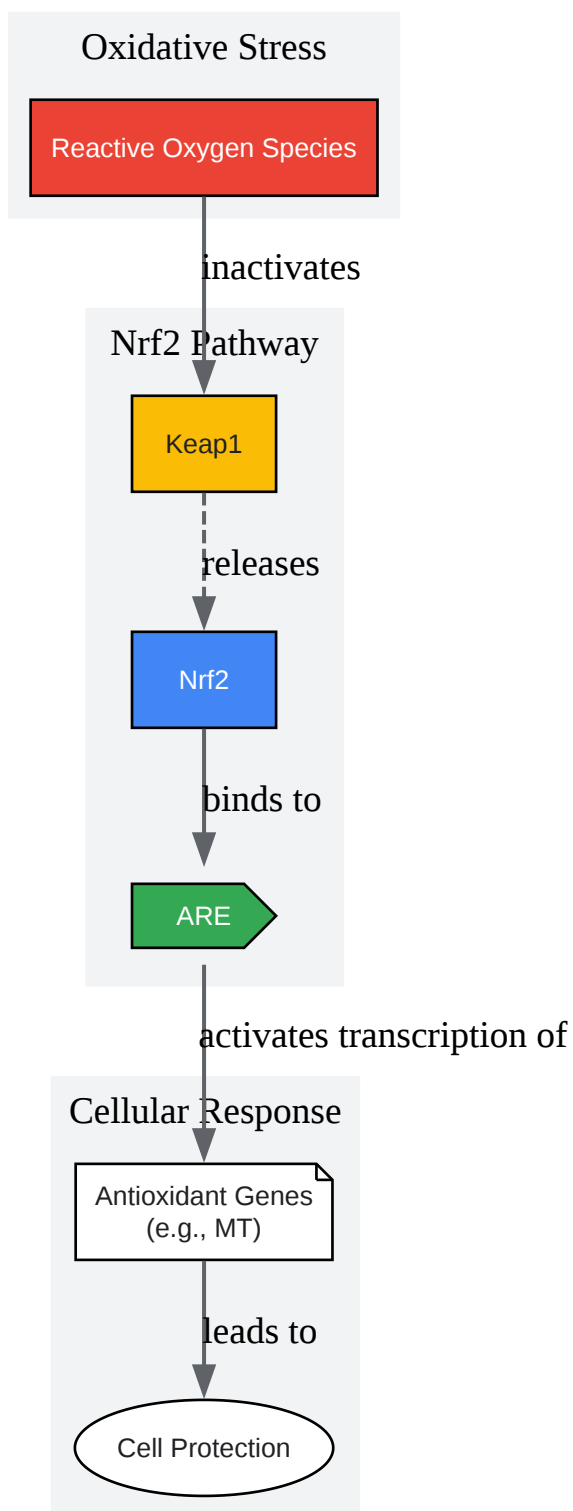 Oxidative Stress
Reactive Oxygen Species
inactivates
Nrf2 Pathway
Keap1
releases
Nrf2
binds to
ARE
activates transcription of
Cellular Response
Antioxidant Genes
(e.g., MT)
leads to
Cell Protection